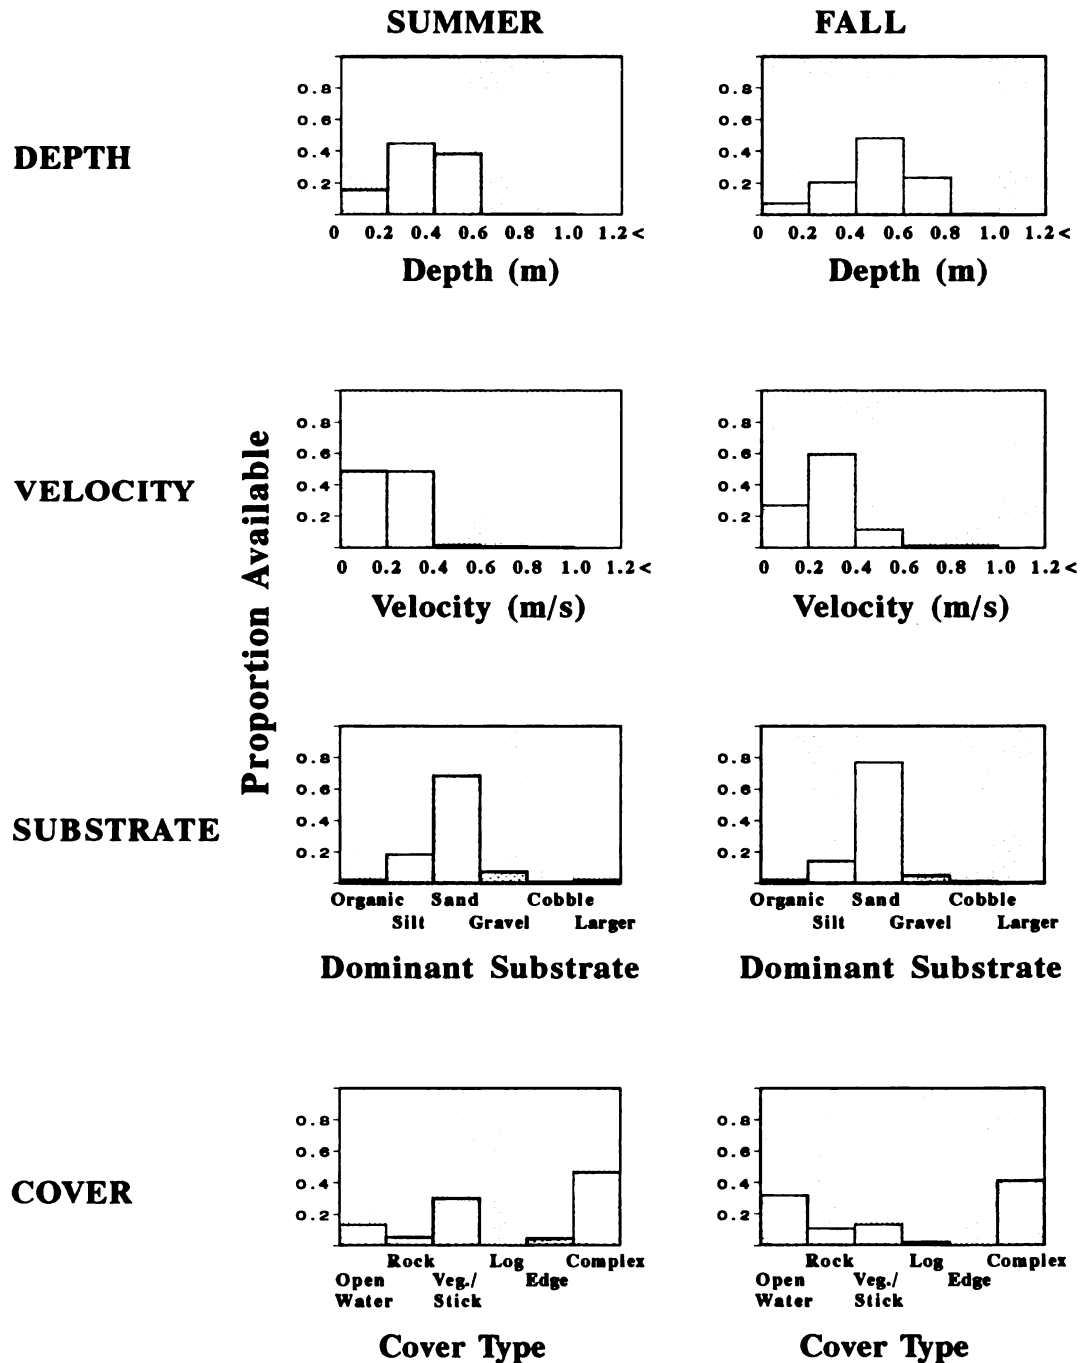 SUMMER FALL
DEPTH
0.8
0.6
0.4
0.2
0 0.2 0.4 0.6 0.8 1.0 1.2<
Depth (m)
0.8
0.6
0.4
0.2
0 0.2 0.4 0.6 0.8 1.0 1.2<
Depth (m)
Proportion Available
VELOCITY
0.8
0.6
0.4
0.2
0 0.2 0.4 0.6 0.8 1.0 1.2<
Velocity (m/s)
0.8
0.6
0.4
0.2
0 0.2 0.4 0.6 0.8 1.0 1.2<
Velocity (m/s)
SUBSTRATE
0.8
0.6
0.4
0.2
Organic Sand Cobble
Silt Gravel Larger
Dominant Substrate
0.8
0.6
0.4
0.2
Organic Sand Cobble
Silt Gravel Larger
Dominant Substrate
COVER
0.8
0.6
0.4
0.2
Rock Log Complex
Open Veg./ Edge
Water Stick
Cover Type
0.8
0.6
0.4
0.2
Rock Log Complex
Open Veg./ Edge
Water Stick
Cover Type